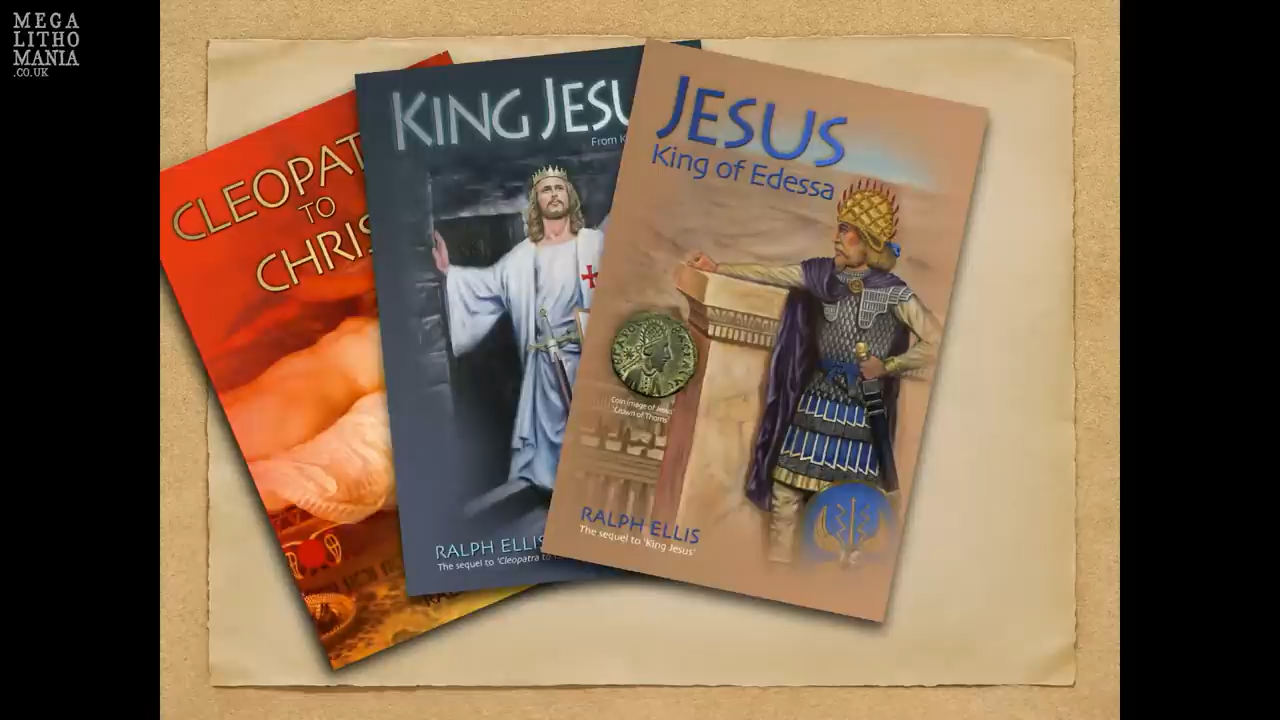 MEGA
LITHO
MANIA
.CO.UK
CLEOPAT
TO
CHRIS
KING JESU
From K
RALPH ELLIS
The sequel to 'Cleopatra to
JESUS
King of Edessa
Coin image of Jesus'
'Crown of Thorns'
RALPH ELLIS
The sequel to 'King Jesus'